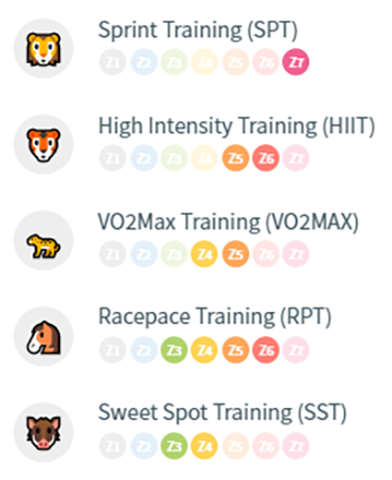 Sprint Training (SPT)
Z1 Z2 Z3 Z4 Z5 Z6 Z7
High Intensity Training (HIIT)
Z1 Z2 Z3 Z4 Z5 Z6 Z7
VO2Max Training (VO2MAX)
Z1 Z2 Z3 Z4 Z5 Z6 Z7
Racepace Training (RPT)
Z1 Z2 Z3 Z4 Z5 Z6 Z7
Sweet Spot Training (SST)
Z1 Z2 Z3 Z4 Z5 Z6 Z7